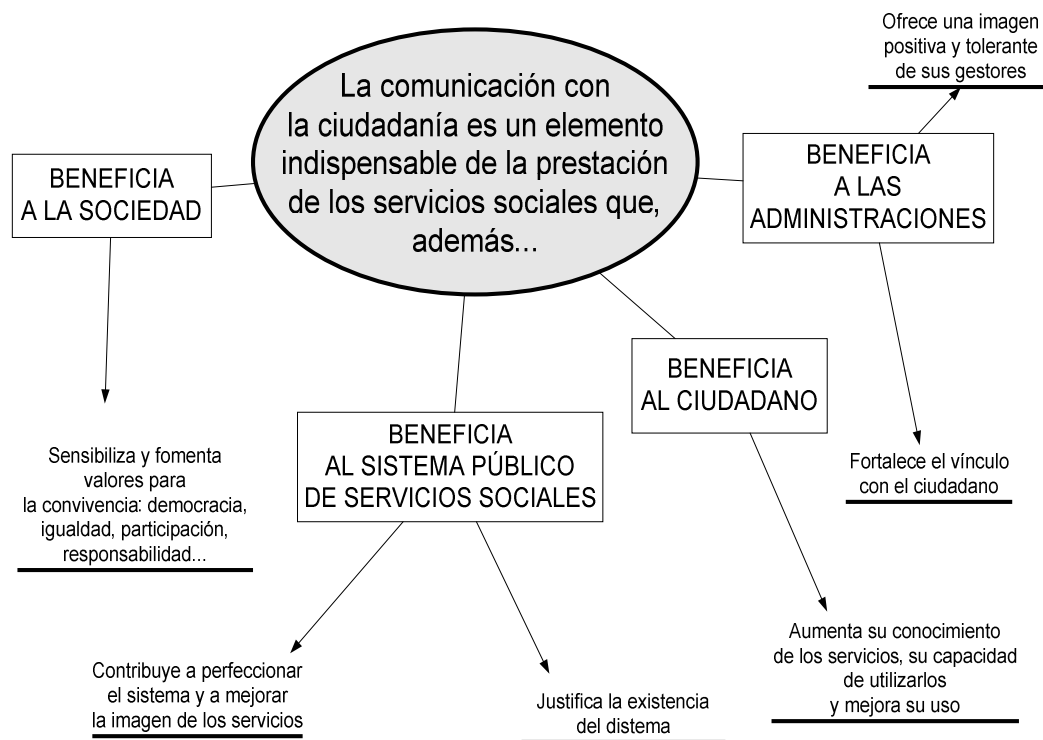 La comunicación con
la ciudadanía es un elemento
indispensable de la prestación
de los servicios sociales que,
además...
BENEFICIA
A LA SOCIEDAD
Sensibiliza y fomenta
valores para
la convivencia: democracia,
igualdad, participación,
responsabilidad...
BENEFICIA
AL SISTEMA PÚBLICO
DE SERVICIOS SOCIALES
Contribuye a perfeccionar
el sistema y a mejorar
la imagen de los servicios
Justifica la existencia
del distema
BENEFICIA
AL CIUDADANO
Aumenta su conocimiento
de los servicios, su capacidad
de utilizarlos
y mejora su uso
BENEFICIA
A LAS
ADMINISTRACIONES
Ofrece una imagen
positiva y tolerante
de sus gestores
Fortalece el vínculo
con el ciudadano